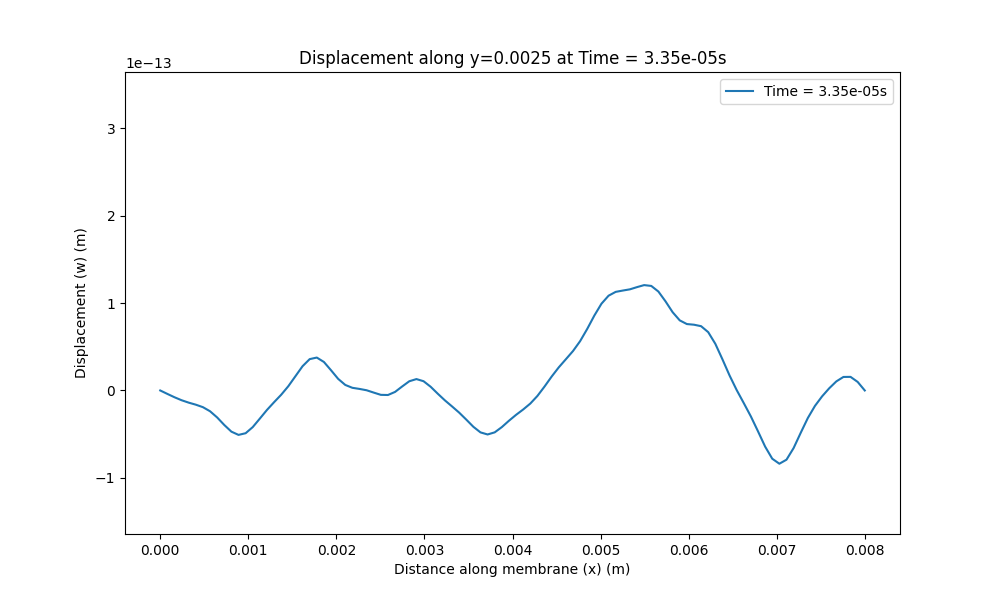 Displacement along y=0.0025 at Time = 3.35e-05s
1e−13
Time = 3.35e-05s
3
2
1
0
−1
Displacement (w) (m)
0.000 0.001 0.002 0.003 0.004 0.005 0.006 0.007 0.008
Distance along membrane (x) (m)